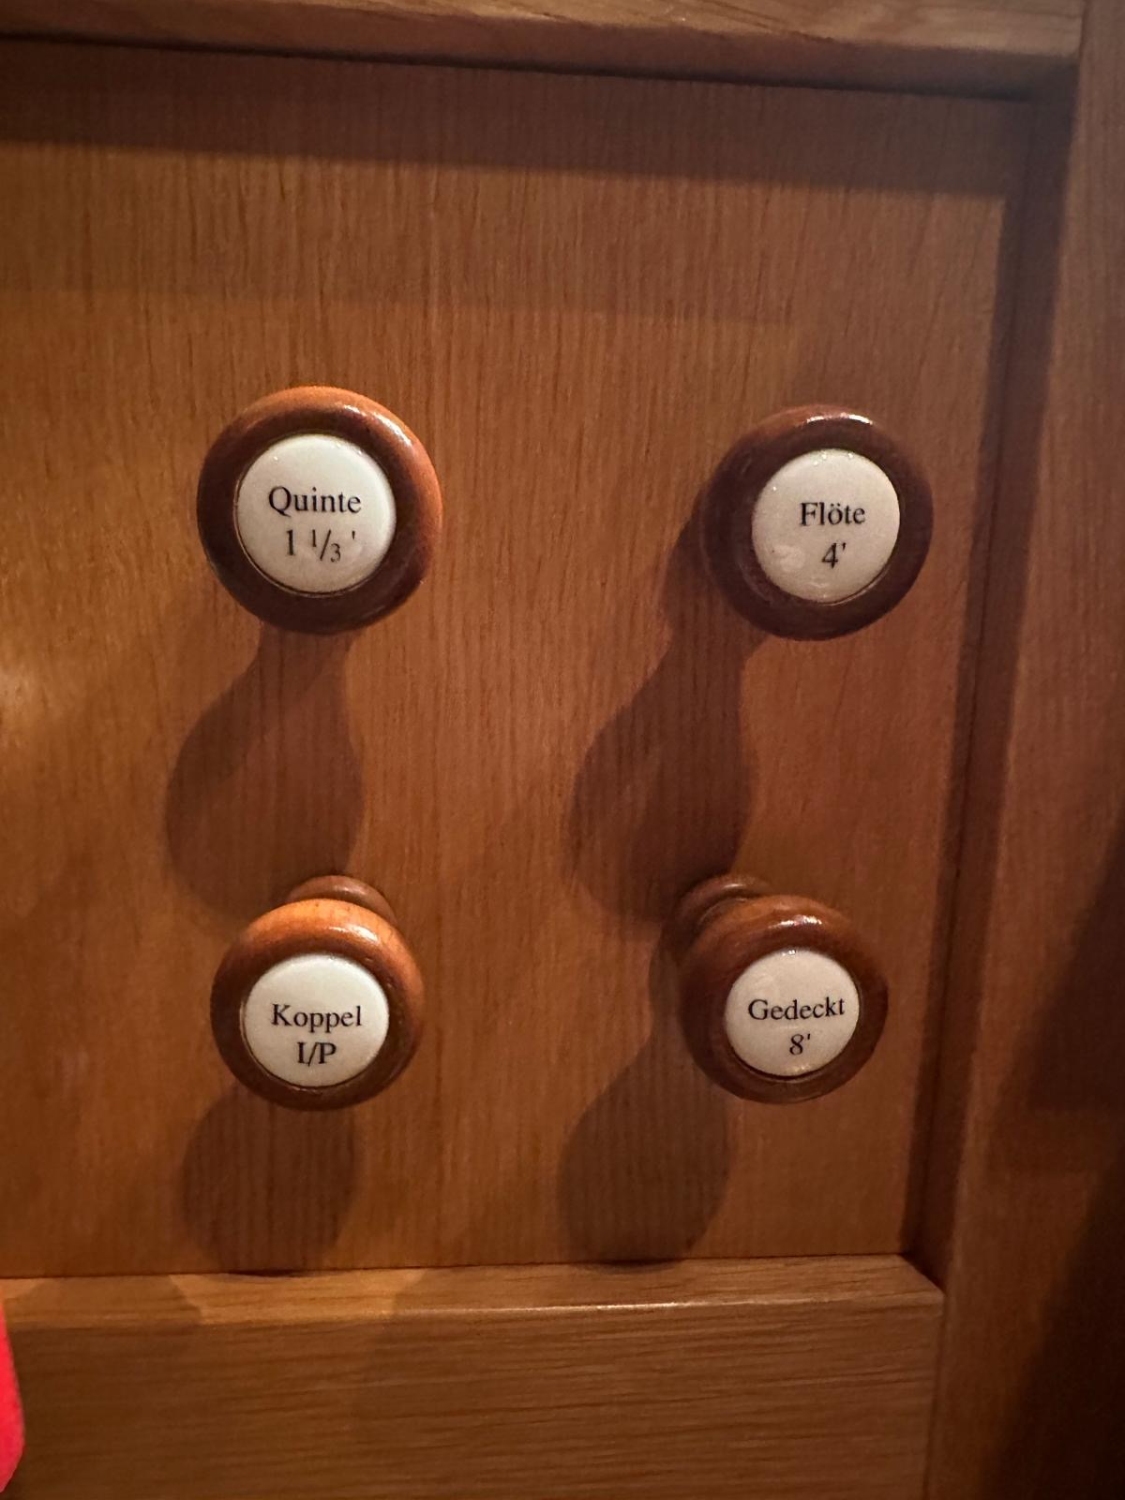 Quinte
1 1/3 '
Flöte
4'
Koppel
I/P
Gedeckt
8'